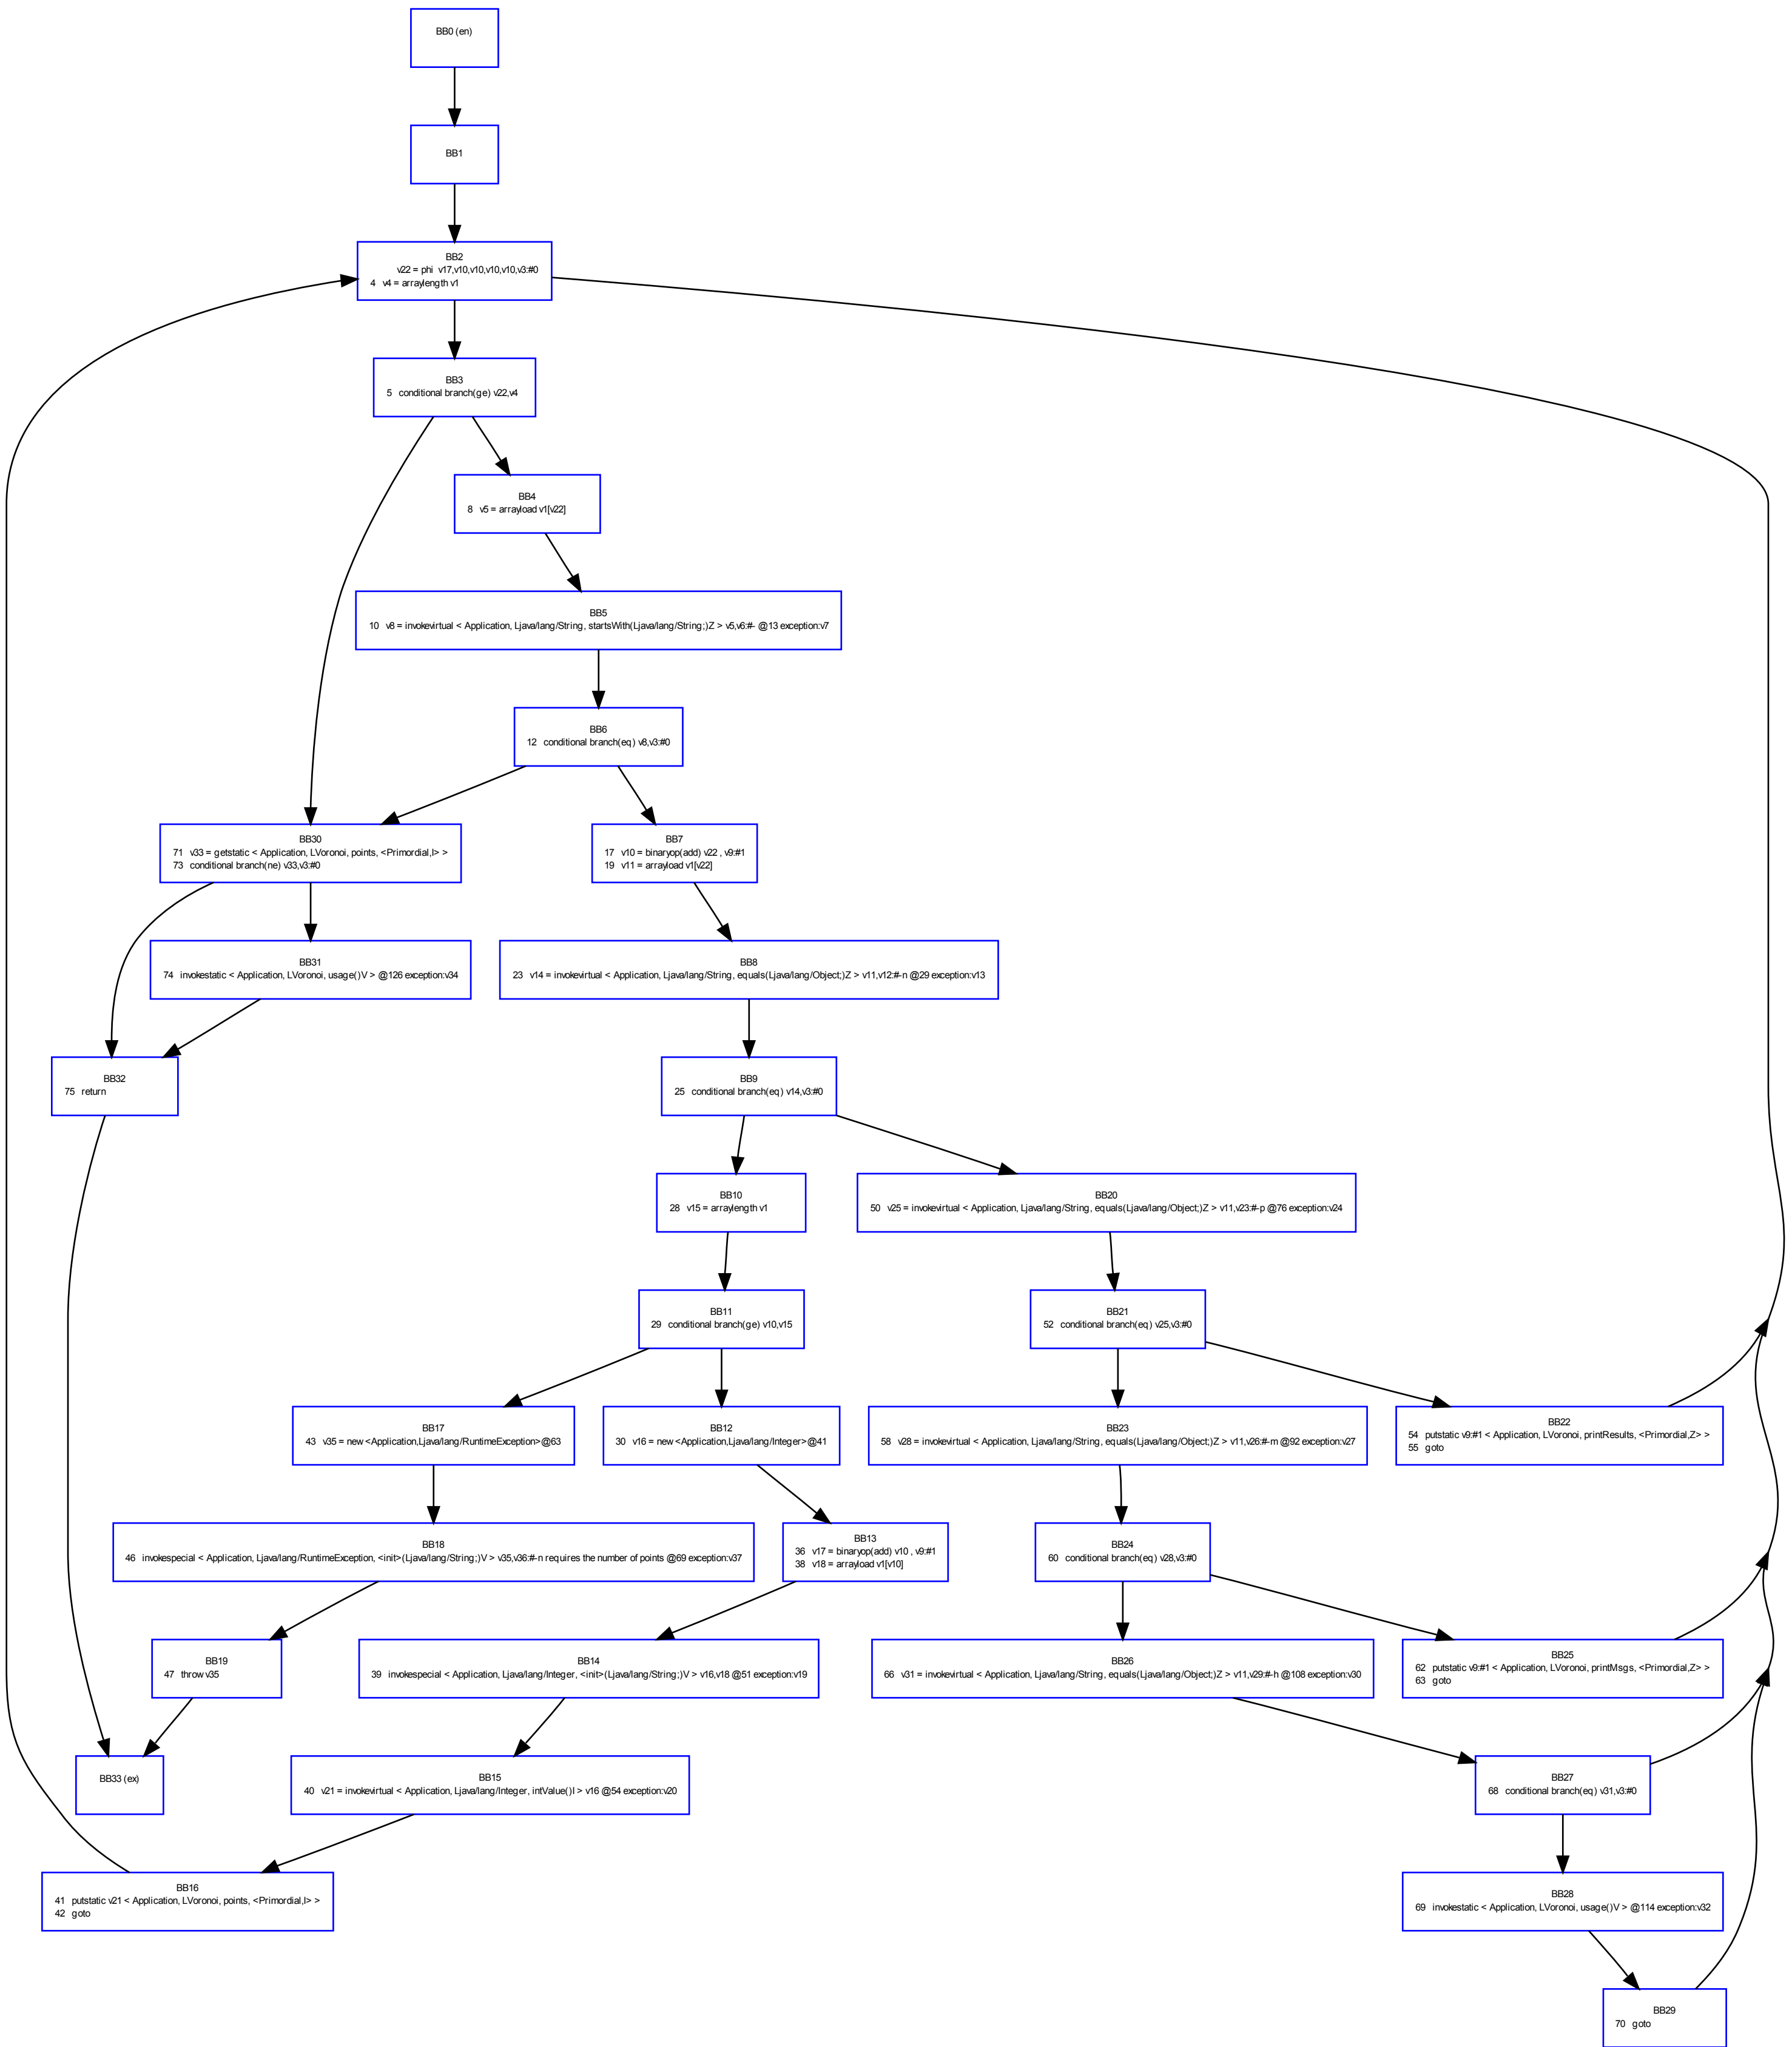 BB0 (en)
BB1
BB2
v22 = phi v17,v10,v10,v10,v10,v3:#0
4 v4 = arraylength v1
BB3
5 conditional branch(ge) v22,v4
BB4
8 v5 = arrayload v1[v22]
BB5
10 v8 = invokevirtual < Application, Ljava/lang/String, startsWith(Ljava/lang/String;)Z > v5,v6:#- @13 exception:v7
BB6
12 conditional branch(eq) v8,v3:#0
BB30
71 v33 = getstatic < Application, LVoronoi, points, <Primordial,I> >
73 conditional branch(ne) v33,v3:#0
BB7
17 v10 = binaryop(add) v22 , v9:#1
19 v11 = arrayload v1[v22]
BB31
74 invokestatic < Application, LVoronoi, usage()V > @126 exception:v34
BB8
23 v14 = invokevirtual < Application, Ljava/lang/String, equals(Ljava/lang/Object;)Z > v11,v12:#-n @29 exception:v13
BB32
75 return
BB9
25 conditional branch(eq) v14,v3:#0
BB10
28 v15 = arraylength v1
BB20
50 v25 = invokevirtual < Application, Ljava/lang/String, equals(Ljava/lang/Object;)Z > v11,v23:#-p @76 exception:v24
BB11
29 conditional branch(ge) v10,v15
BB21
52 conditional branch(eq) v25,v3:#0
BB17
43 v35 = new <Application,Ljava/lang/RuntimeException>@63
BB12
30 v16 = new <Application,Ljava/lang/Integer>@41
BB23
58 v28 = invokevirtual < Application, Ljava/lang/String, equals(Ljava/lang/Object;)Z > v11,v26:#-m @92 exception:v27
BB22
54 putstatic v9:#1 < Application, LVoronoi, printResults, <Primordial,Z> >
55 goto
BB18
46 invokespecial < Application, Ljava/lang/RuntimeException, <init>(Ljava/lang/String;)V > v35,v36:#-n requires the number of points @69 exception:v37
BB13
36 v17 = binaryop(add) v10 , v9:#1
38 v18 = arrayload v1[v10]
BB24
60 conditional branch(eq) v28,v3:#0
BB19
47 throw v35
BB14
39 invokespecial < Application, Ljava/lang/Integer, <init>(Ljava/lang/String;)V > v16,v18 @51 exception:v19
BB26
66 v31 = invokevirtual < Application, Ljava/lang/String, equals(Ljava/lang/Object;)Z > v11,v29:#-h @108 exception:v30
BB25
62 putstatic v9:#1 < Application, LVoronoi, printMsgs, <Primordial,Z> >
63 goto
BB33 (ex)
BB15
40 v21 = invokevirtual < Application, Ljava/lang/Integer, intValue()I > v16 @54 exception:v20
BB27
68 conditional branch(eq) v31,v3:#0
BB16
41 putstatic v21 < Application, LVoronoi, points, <Primordial,I> >
42 goto
BB28
69 invokestatic < Application, LVoronoi, usage()V > @114 exception:v32
BB29
70 goto